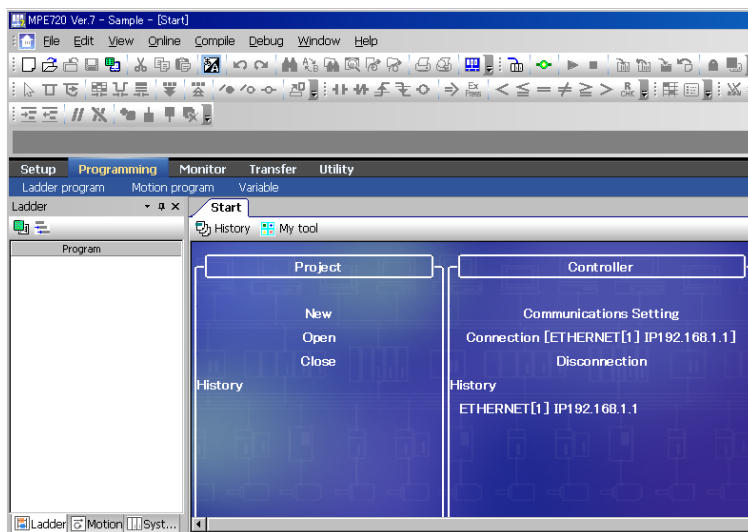 MPE720 Ver.7 - Sample - [Start]
File Edit View Online Compile Debug Window Help
Setup Programming Monitor Transfer Utility
Ladder program Motion program Variable
Ladder
Start
History My tool
Program
Project
Controller
New
Open
Close
History
Communications Setting
Connection [ETHERNET[1] IP192.168.1.1]
Disconnection
History
ETHERNET[1] IP192.168.1.1
Ladder Motion Syst...